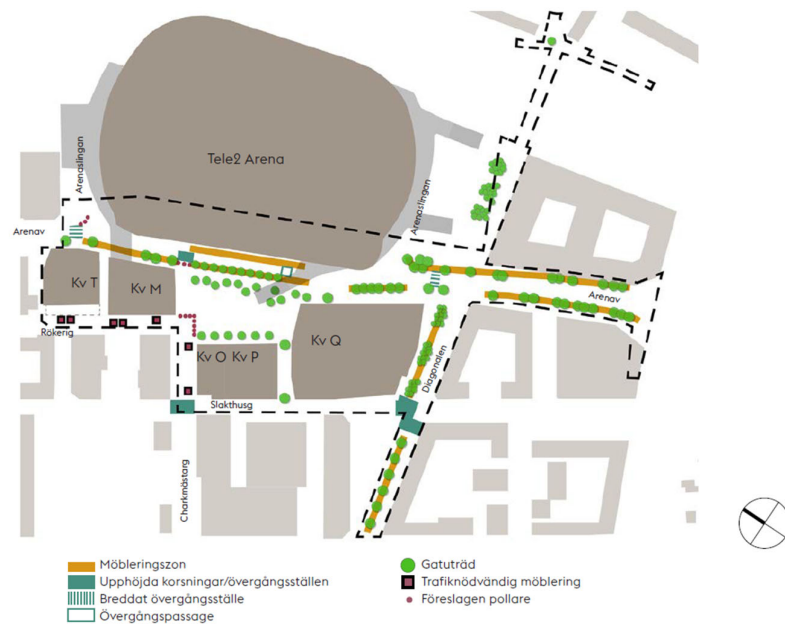 Tele2 Arena
Arenaslingan
Arenaslingan
Arenav
Kv T
Kv M
Arenav
Rökerig
Kv O
Kv P
Kv Q
Diagonalen
Slakthusg
Charkmästarg
Möbleringszon
Upphöjda korsningar/övergångsställen
Breddat övergångsställe
Övergångspassage
Gatuträd
Trafiknödvändig möblering
Föreslagen pollare